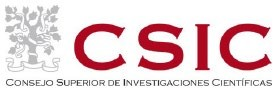 CSIC
CONSEJO SUPERIOR DE INVESTIGACIONES CIENTÍFICAS